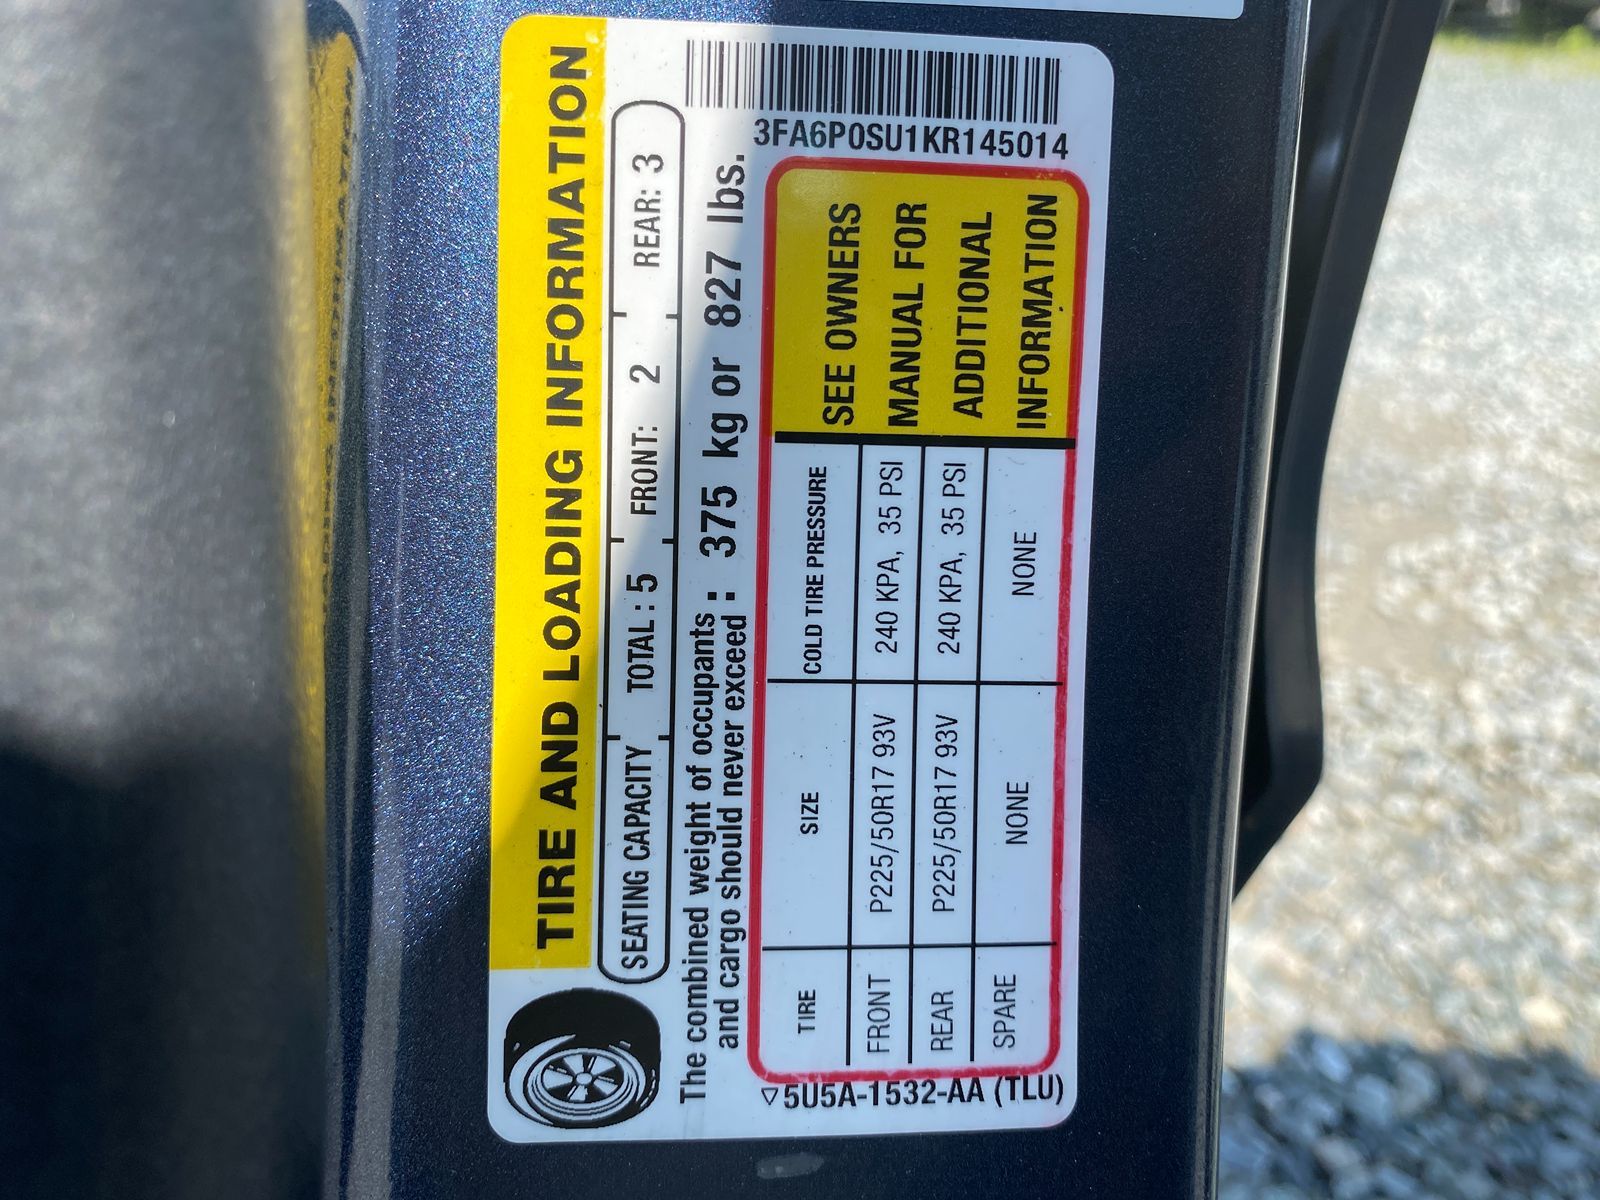 TIRE AND LOADING INFORMATION
SEATING CAPACITY TOTAL : 5 FRONT: 2 REAR: 3
The combined weight of occupants and cargo should never exceed : 375 kg or 827 lbs.
3FA6P0SU1KR145014
TIRE SIZE COLD TIRE PRESSURE
FRONT P225/50R17 93V 240 KPA, 35 PSI
REAR P225/50R17 93V 240 KPA, 35 PSI
SPARE NONE NONE
SEE OWNERS
MANUAL FOR
ADDITIONAL
INFORMATION
5U5A-1532-AA (TLU)